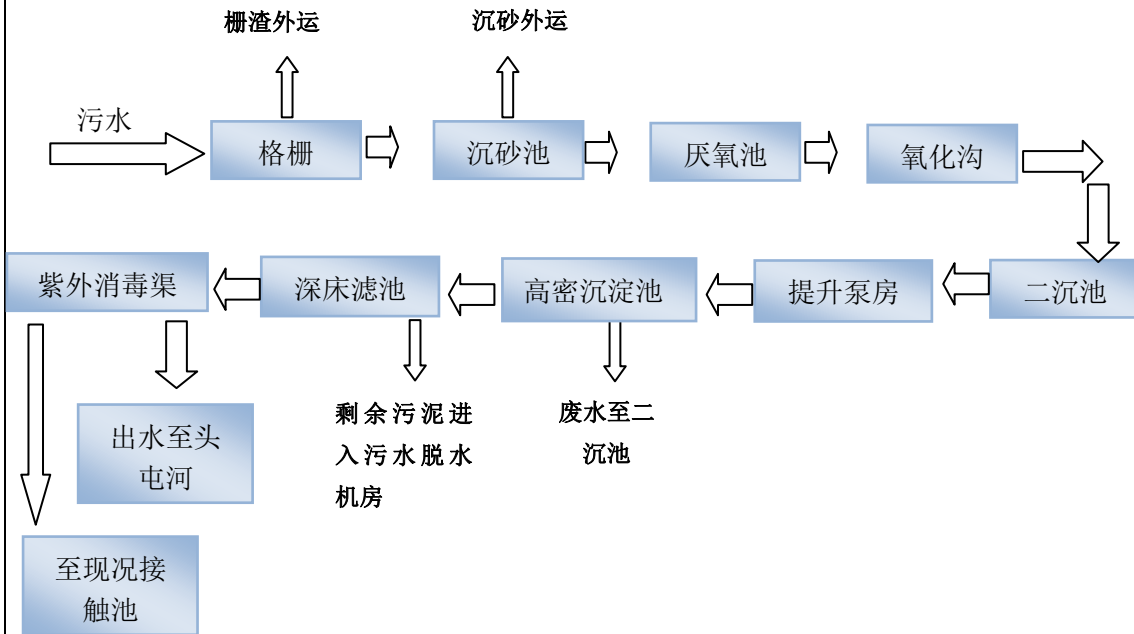 栅渣外运
沉砂外运
污水
格栅
沉砂池
厌氧池
氧化沟
紫外消毒渠
深床滤池
高密沉淀池
提升泵房
二沉池
出水至头
屯河
剩余污泥进
入污水脱水
机房
废水至二
沉池
至现况接
触池